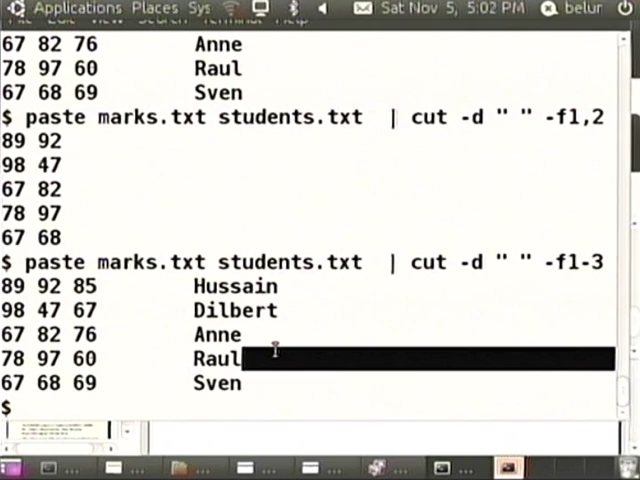 Applications Places Sys Sat Nov 5, 5:02 PM belur
67 82 76 Anne
78 97 60 Raul
67 68 69 Sven
$ paste marks.txt students.txt | cut -d " " -f1,2
89 92
98 47
67 82
78 97
67 68
$ paste marks.txt students.txt | cut -d " " -f1-3
89 92 85 Hussain
98 47 67 Dilbert
67 82 76 Anne
78 97 60 Raul
67 68 69 Sven
$